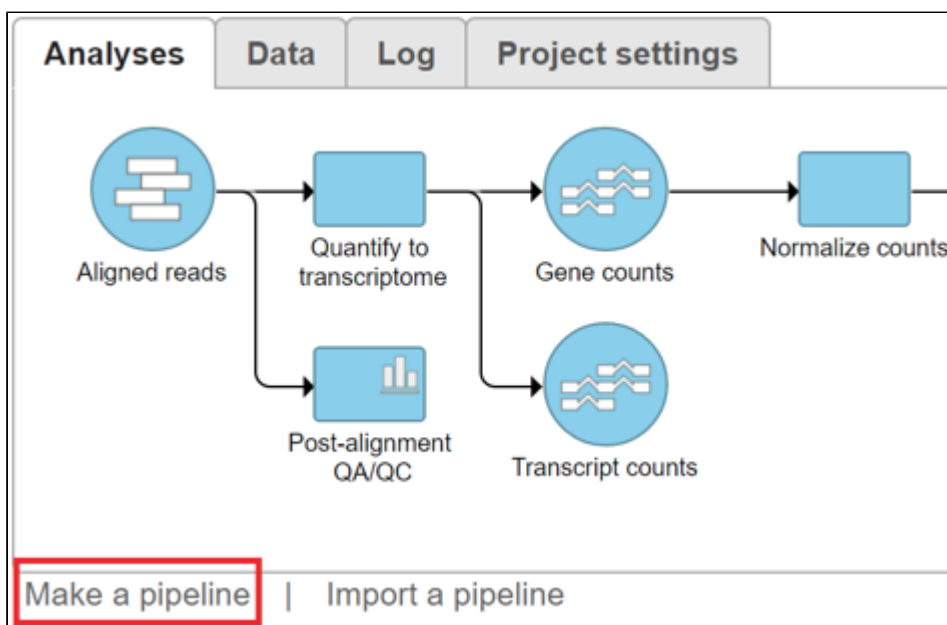 Analyses Data Log Project settings
Aligned reads
Quantify to
transcriptome
Gene counts
Normalize counts
Post-alignment
QA/QC
Transcript counts
Make a pipeline | Import a pipeline